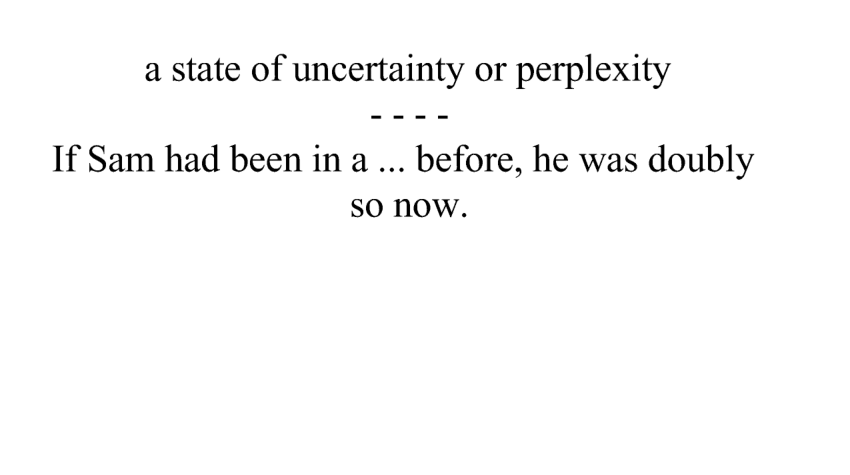 a state of uncertainty or perplexity
- - - -
If Sam had been in a ... before, he was doubly
so now.